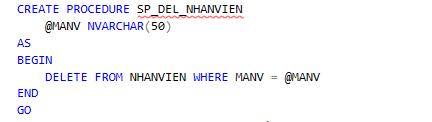 CREATE PROCEDURE SP_DEL_NHANVIEN
@MANV NVARCHAR(50)
AS
BEGIN
DELETE FROM NHANVIEN WHERE MANV = @MANV
END
GO